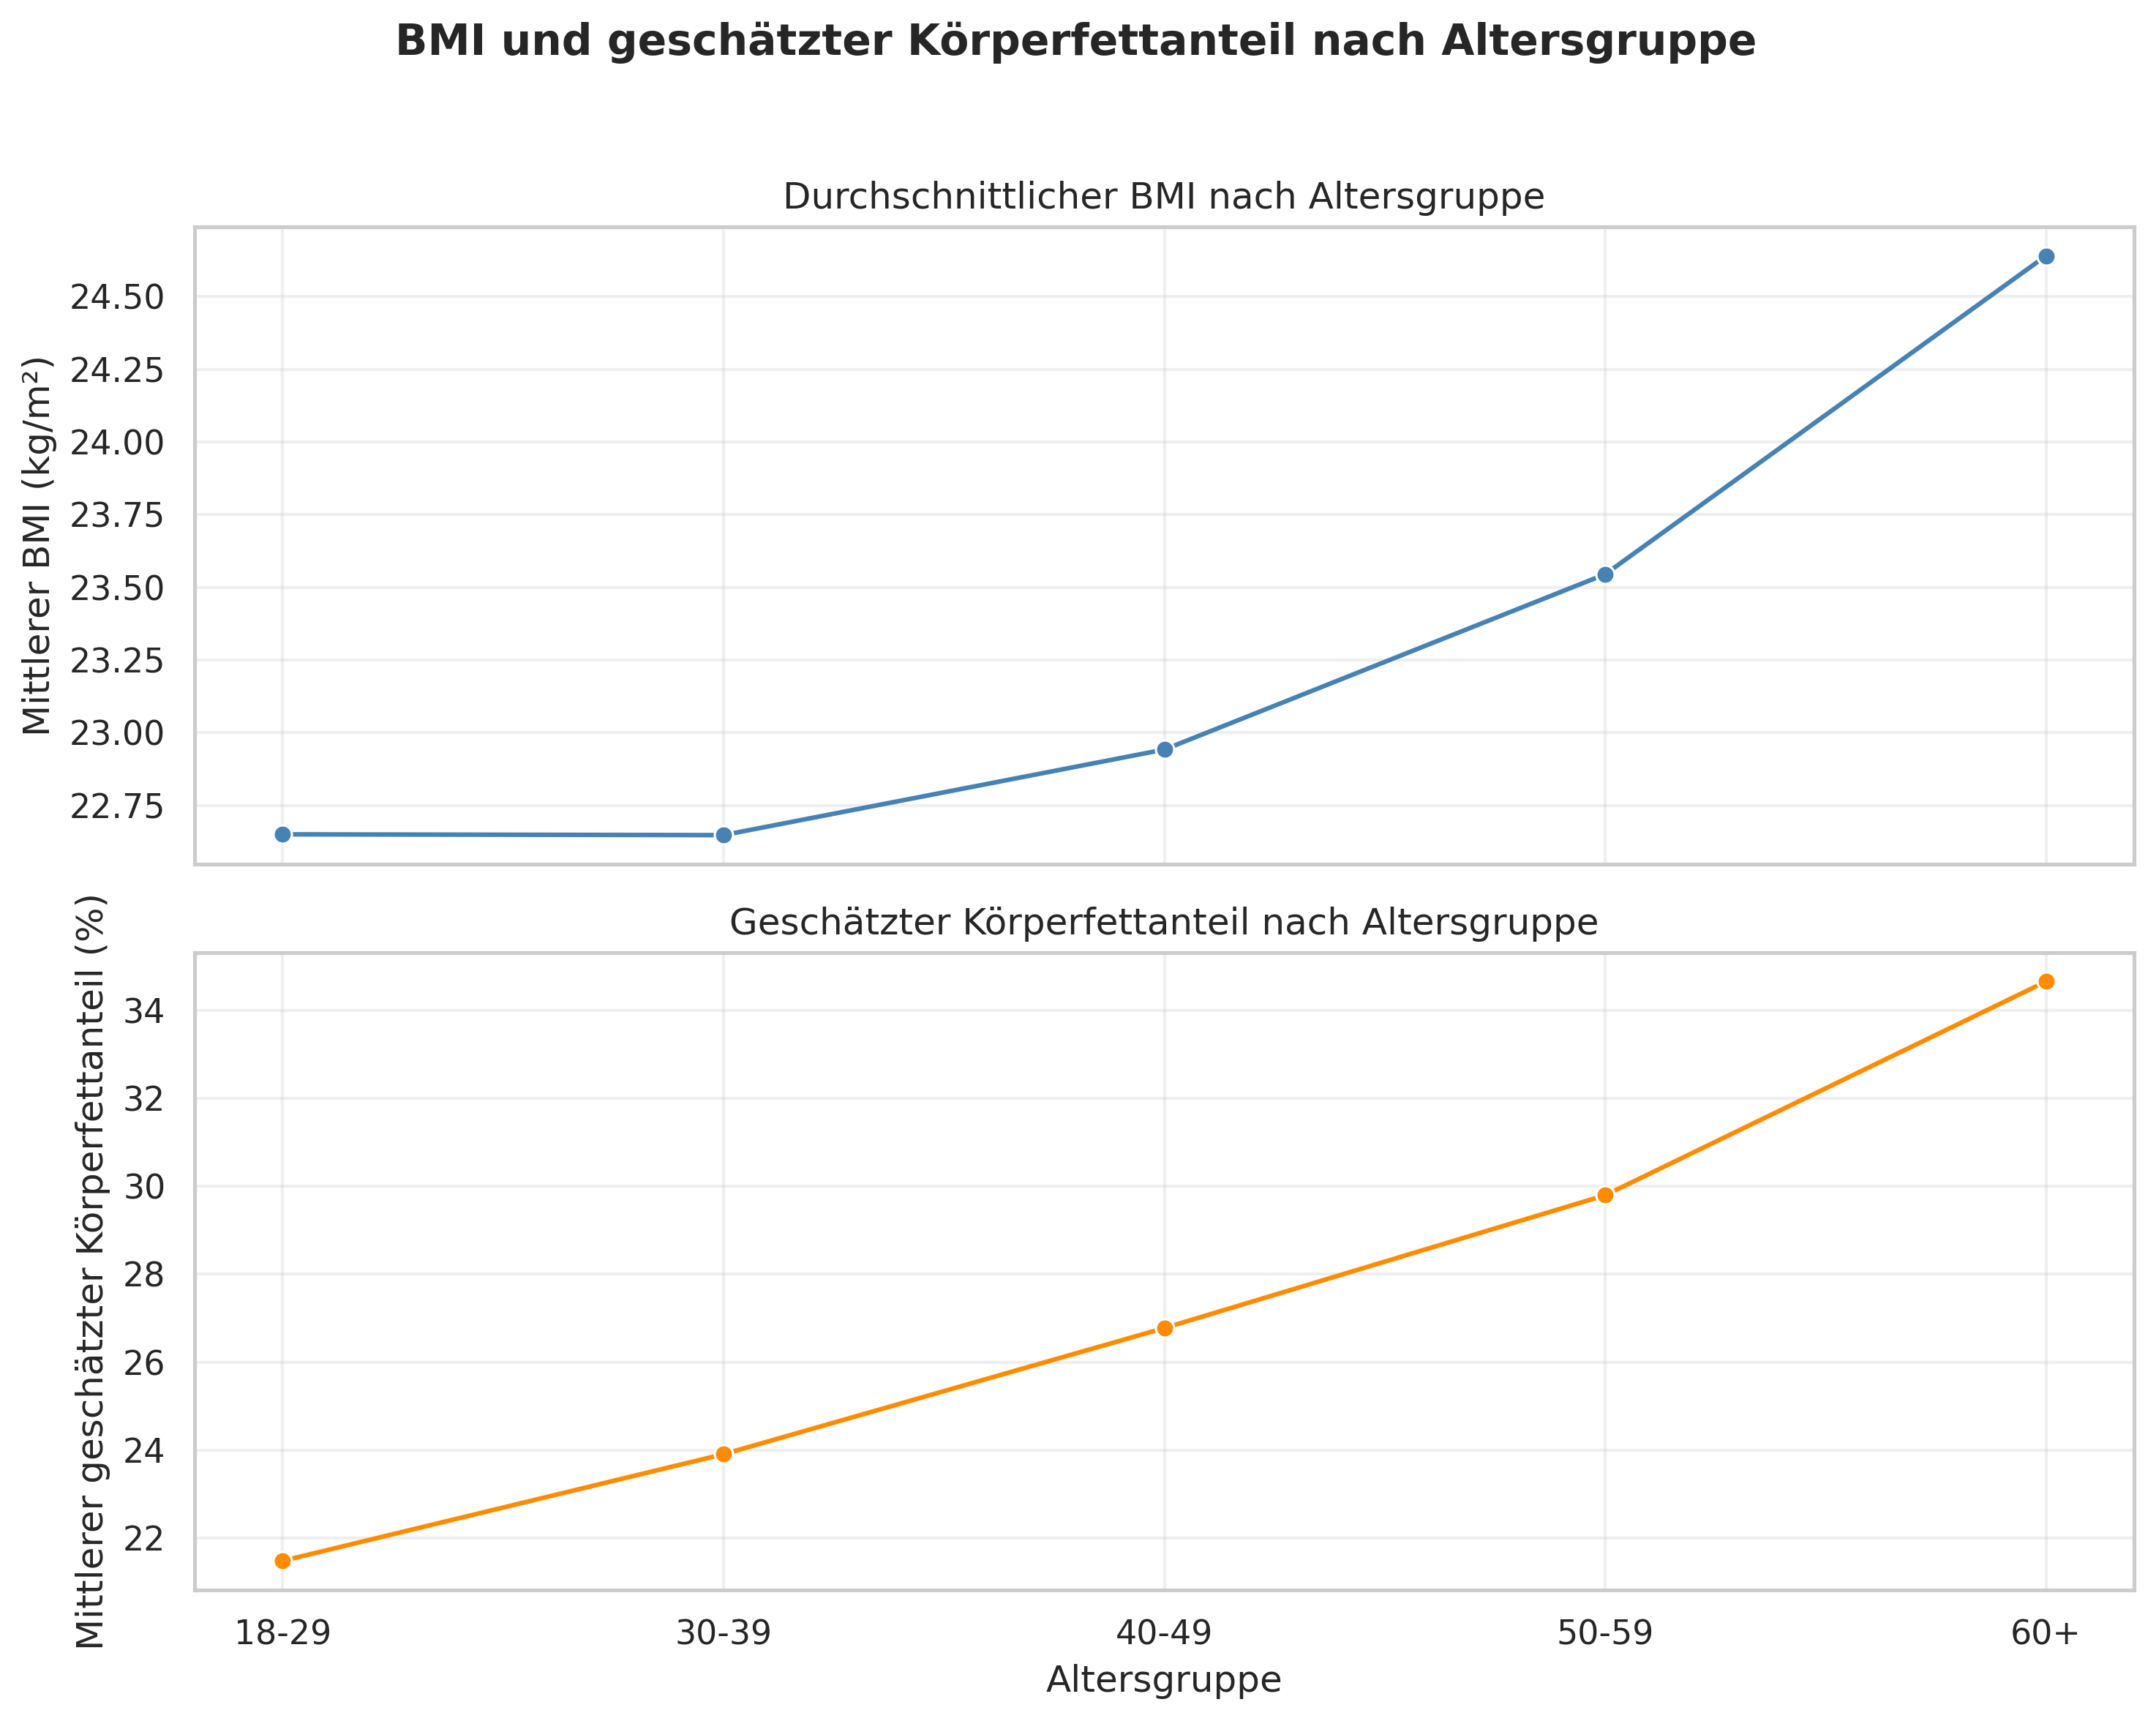 BMI und geschätzter Körperfettanteil nach Altersgruppe
Durchschnittlicher BMI nach Altersgruppe
Mittlerer BMI (kg/m²)
24.50
24.25
24.00
23.75
23.50
23.25
23.00
22.75
Geschätzter Körperfettanteil nach Altersgruppe
Mittlerer geschätzter Körperfettanteil (%)
34
32
30
28
26
24
22
18-29 30-39 40-49 50-59 60+
Altersgruppe